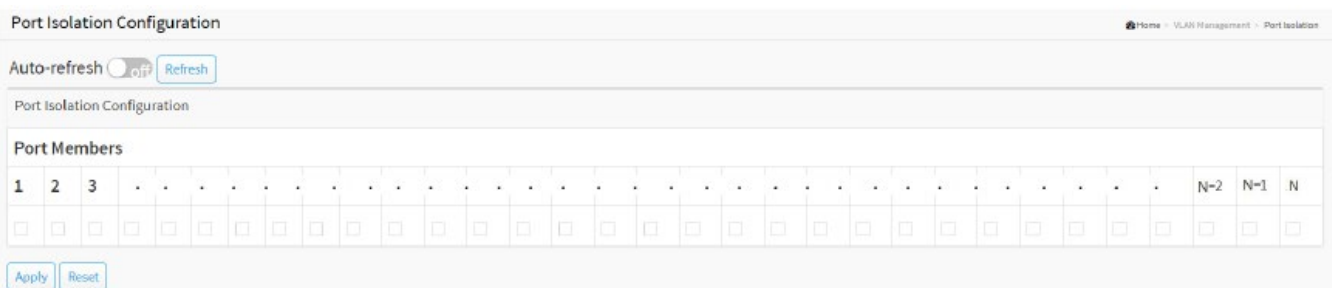 Port Isolation Configuration
Home > VLAN Management > Port Isolation
Auto-refresh off Refresh
Port Isolation Configuration
Port Members
1 2 3 . . . . . . . . . . . . . . . . . . . . . . . . . . . . . . . N=2 N=1 N
Apply Reset